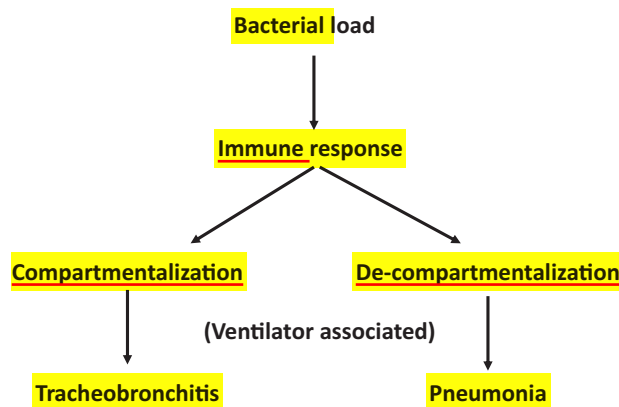 Bacterial load
Immune response
Compartmentalization De-compartmentalization
(Ventilator associated)
Tracheobronchitis Pneumonia